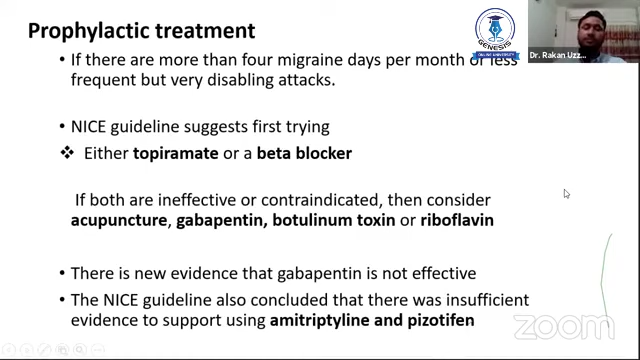 Prophylactic treatment
• If there are more than four migraine days per month or less
frequent but very disabling attacks.
• NICE guideline suggests first trying
❖ Either topiramate or a beta blocker
If both are ineffective or contraindicated, then consider
acupuncture, gabapentin, botulinum toxin or riboflavin
• There is new evidence that gabapentin is not effective
• The NICE guideline also concluded that there was insufficient
evidence to support using amitriptyline and pizotifen
GENESIS
ONLINE UNIVERSITY
Dr. Rakan Uzz...
zoom